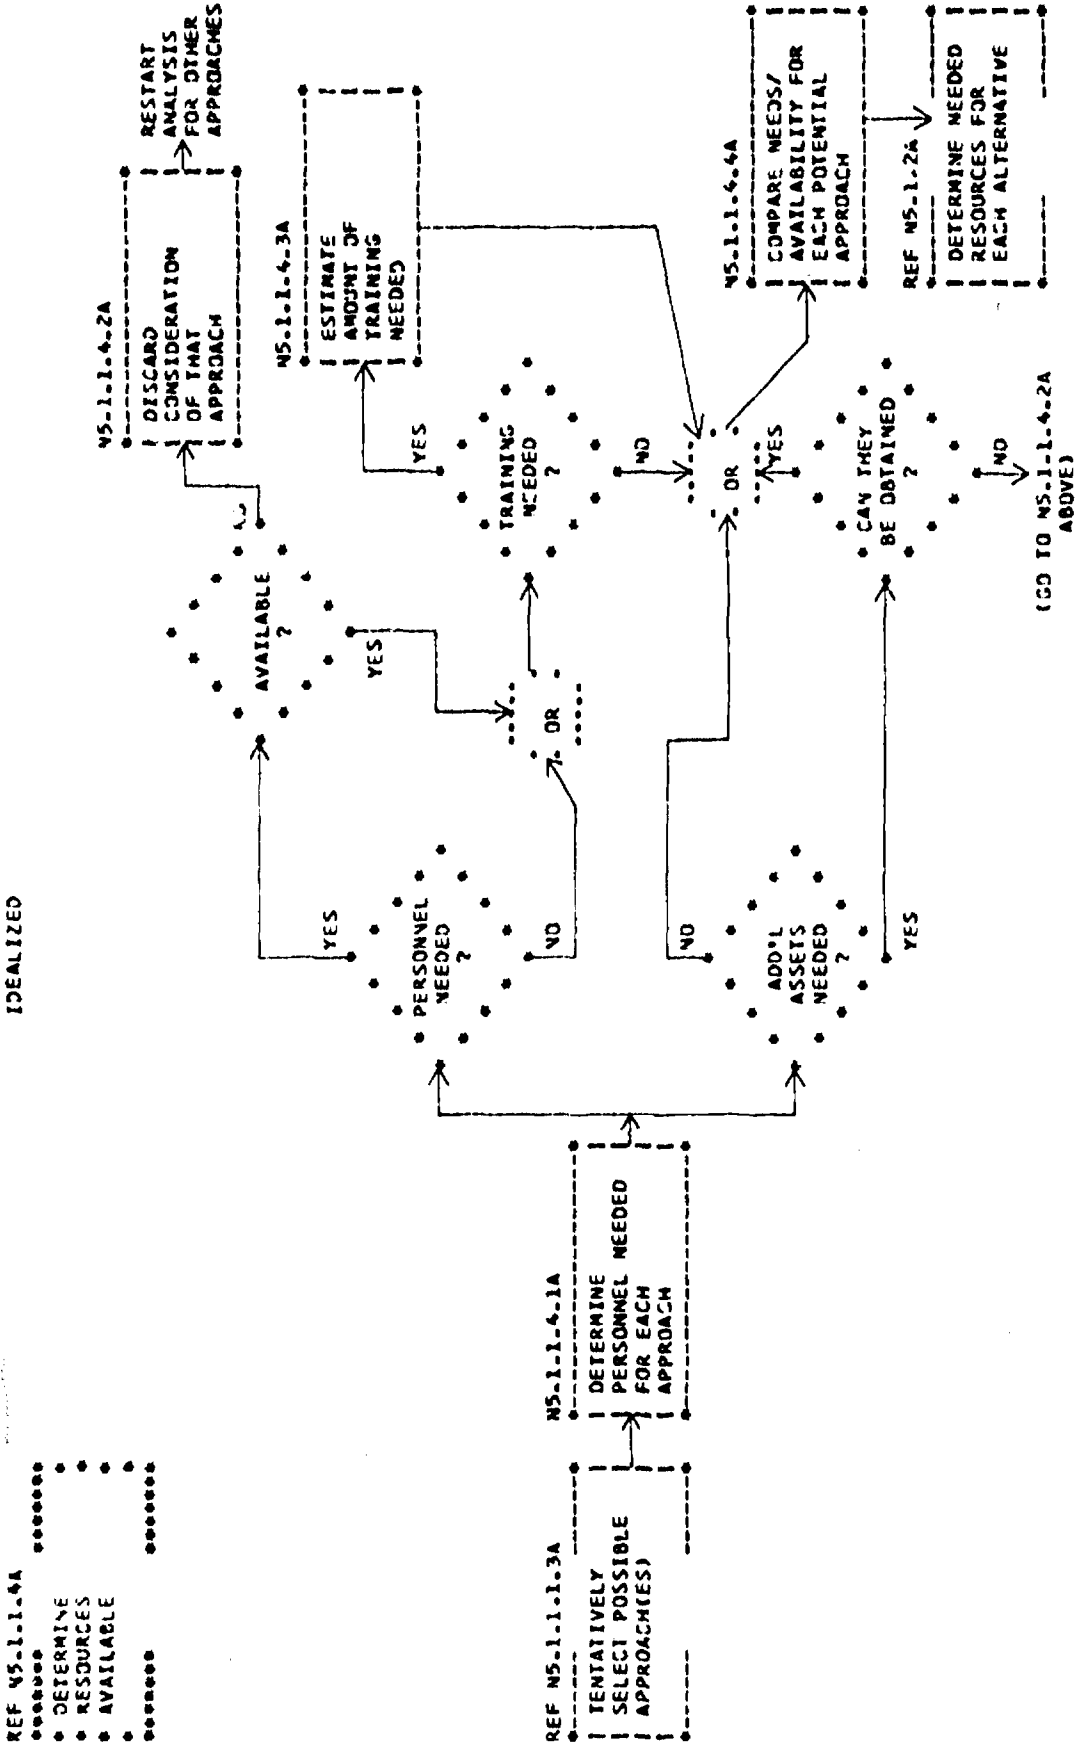 IDEALIZED
REF N5.1.1.4A
DETERMINE
RESOURCES
AVAILABLE
REF N5.1.1.3A
TENTATIVELY
SELECT POSSIBLE
APPROACH(ES)
N5.1.1.4.1A
DETERMINE
PERSONNEL NEEDED
FOR EACH
APPROACH
PERSONNEL
NEEDED
?
YES
NO
ADD'L
ASSETS
NEEDED
?
NO
YES
AVAILABLE
?
NO
YES
OR
N5.1.1.4.2A
DISCARD
CONSIDERATION
OF THAT
APPROACH
RESTART
ANALYSIS
FOR OTHER
APPROACHES
TRAINING
NEEDED
?
YES
NO
N5.1.1.4.3A
ESTIMATE
AMOUNT OF
TRAINING
NEEDED
OR
YES
CAN THEY
BE OBTAINED
?
NO
(GO TO N5.1.1.4.2A
ABOVE)
N5.1.1.4.4A
COMPARE NEEDS/
AVAILABILITY FOR
EACH POTENTIAL
APPROACH
REF N5.1.2A
DETERMINE NEEDED
RESOURCES FOR
EACH ALTERNATIVE